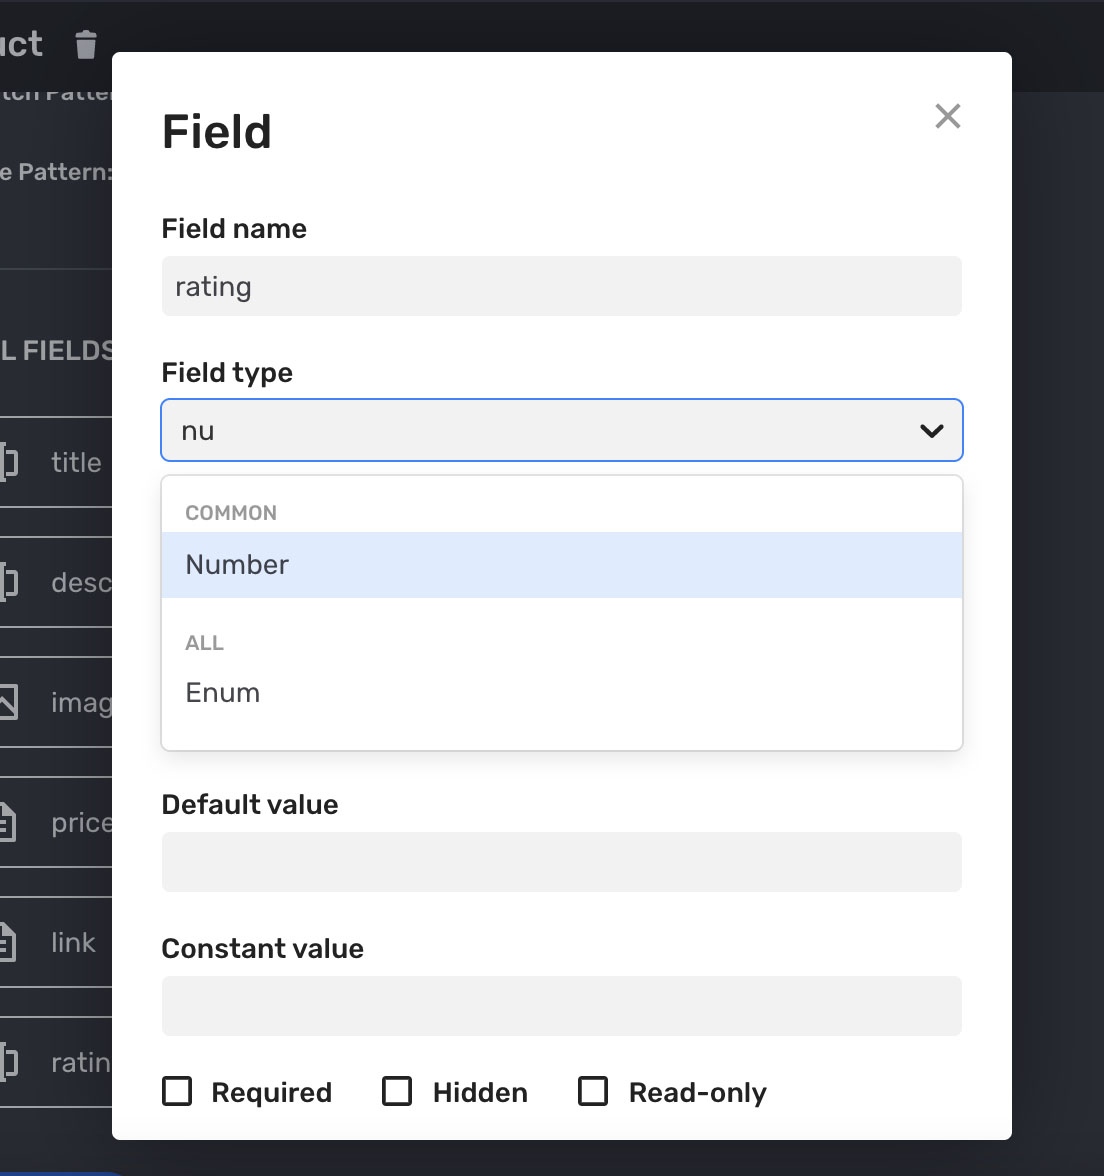 uct
tch Patte
e Pattern:
L FIELDS
title
desc
imag
price
link
ratin
Field
Field name
rating
Field type
nu
COMMON
Number
ALL
Enum
Default value
Constant value
Required Hidden Read-only